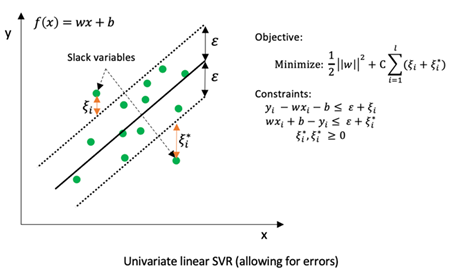 y
f(x) = wx + b
Slack variables
ε
ε
ξᵢ
ξᵢ*
x
Objective:
Minimize: 1/2 ||w||² + C ∑ᵢ₌₁ˡ (ξᵢ + ξᵢ*)
Constraints:
yᵢ − wxᵢ − b ≤ ε + ξᵢ
wxᵢ + b − yᵢ ≤ ε + ξᵢ*
ξᵢ*, ξᵢ* ≥ 0
Univariate linear SVR (allowing for errors)